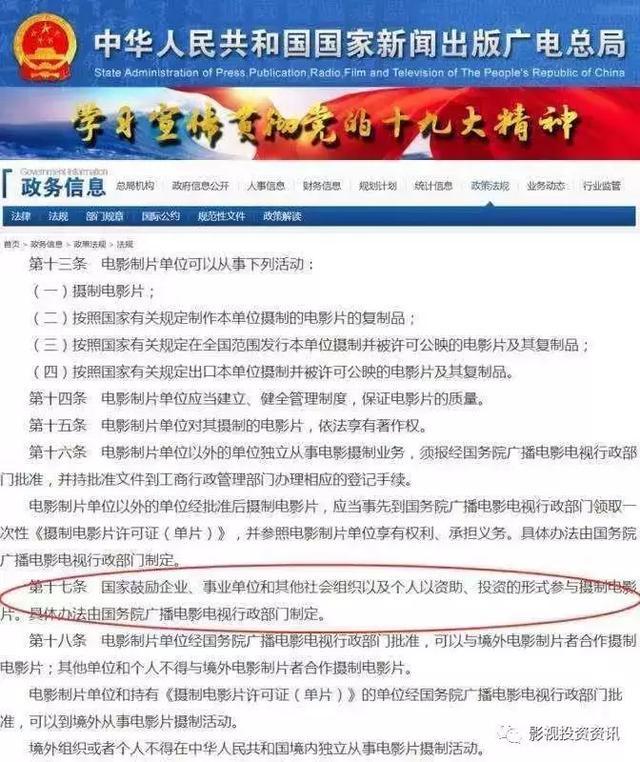 中华人民共和国国家新闻出版广电总局
State Administration of Press,Publication,Radio,Film and Television of The People's Republic of China
学习宣传贯彻党的十九大精神
Government Information
政务信息 总局机构 政府信息公开 人事信息 财务信息 规划计划 统计信息 政策法规 业务动态 行业监管
法律 法规 部门规章 国际公约 规范性文件 政策解读
首页 > 政务信息 > 政策法规 > 法规
第十三条 电影制片单位可以从事下列活动：
（一）摄制电影片；
（二）按照国家有关规定制作本单位摄制的电影片的复制品；
（三）按照国家有关规定在全国范围发行本单位摄制并被许可公映的电影片及其复制品；
（四）按照国家有关规定出口本单位摄制并被许可公映的电影片及其复制品。
第十四条 电影制片单位应当建立、健全管理制度，保证电影片的质量。
第十五条 电影制片单位对其摄制的电影片，依法享有著作权。
第十六条 电影制片单位以外的单位独立从事电影摄制业务，须报经国务院广播电影电视行政部
门批准，并持批准文件到工商行政管理部门办理相应的登记手续。
电影制片单位以外的单位经批准后摄制电影片，应当事先到国务院广播电影电视行政部门领取一
次性《摄制电影片许可证（单片）》，并参照电影制片单位享有权利、承担义务。具体办法由国务院
广播电影电视行政部门制定。
第十七条 国家鼓励企业、事业单位和其他社会组织以及个人以资助、投资的形式参与摄制电影
片。具体办法由国务院广播电影电视行政部门制定。
第十八条 电影制片单位经国务院广播电影电视行政部门批准，可以与境外电影制片者合作摄制
电影片；其他单位和个人不得与境外电影制片者合作摄制电影片。
电影制片单位和持有《摄制电影片许可证（单片）》的单位经国务院广播电影电视行政部门批
准，可以到境外从事电影片摄制活动。
境外组织或者个人不得在中华人民共和国境内独立从事电影片摄制活动。
影视投资资讯